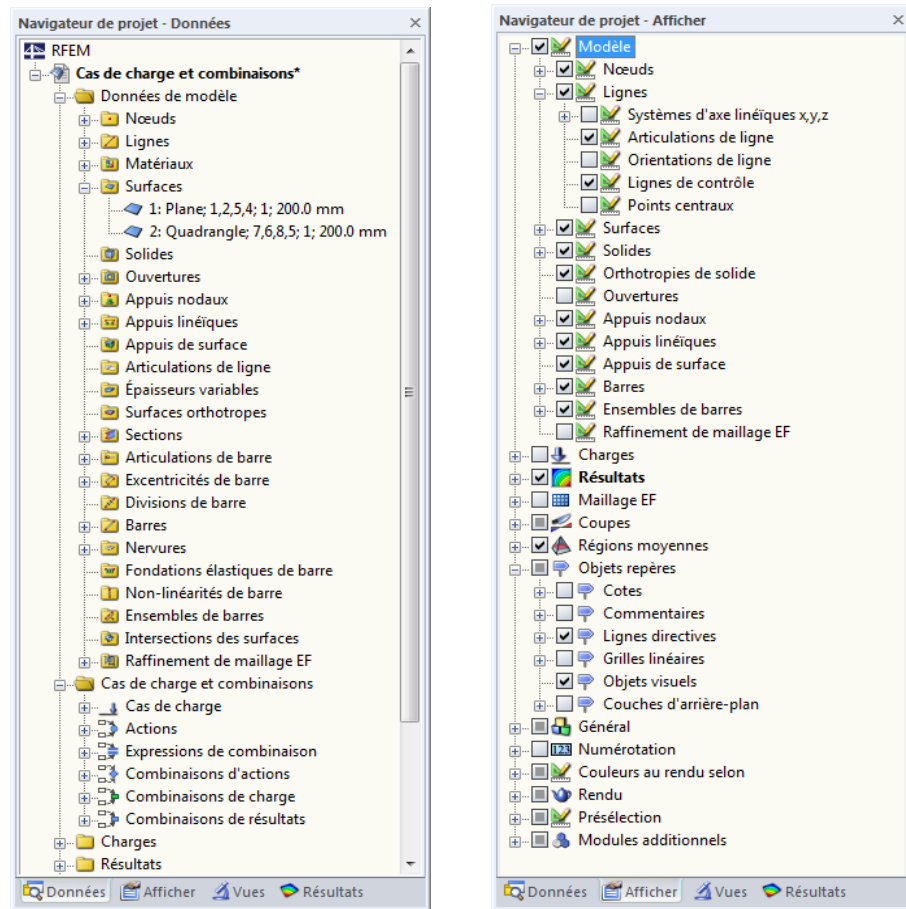 Navigateur de projet - Données
RFEM
Cas de charge et combinaisons*
Données de modèle
Nœuds
Lignes
Matériaux
Surfaces
1: Plane; 1,2,5,4; 1; 200.0 mm
2: Quadrangle; 7,6,8,5; 1; 200.0 mm
Solides
Ouvertures
Appuis nodaux
Appuis linéïques
Appuis de surface
Articulations de ligne
Épaisseurs variables
Surfaces orthotropes
Sections
Articulations de barre
Excentricités de barre
Divisions de barre
Barres
Nervures
Fondations élastiques de barre
Non-linéarités de barre
Ensembles de barres
Intersections des surfaces
Raffinement de maillage EF
Cas de charge et combinaisons
Cas de charge
Actions
Expressions de combinaison
Combinaisons d'actions
Combinaisons de charge
Combinaisons de résultats
Charges
Résultats
Données Afficher Vues Résultats
Navigateur de projet - Afficher
Modèle
Nœuds
Lignes
Systèmes d'axe linéïques x,y,z
Articulations de ligne
Orientations de ligne
Lignes de contrôle
Points centraux
Surfaces
Solides
Orthotropies de solide
Ouvertures
Appuis nodaux
Appuis linéïques
Appuis de surface
Barres
Ensembles de barres
Raffinement de maillage EF
Charges
Résultats
Maillage EF
Coupes
Régions moyennes
Objets repères
Cotes
Commentaires
Lignes directives
Grilles linéaires
Objets visuels
Couches d'arrière-plan
Général
123 Numérotation
Couleurs au rendu selon
Rendu
Présélection
Modules additionnels
Données Afficher Vues Résultats